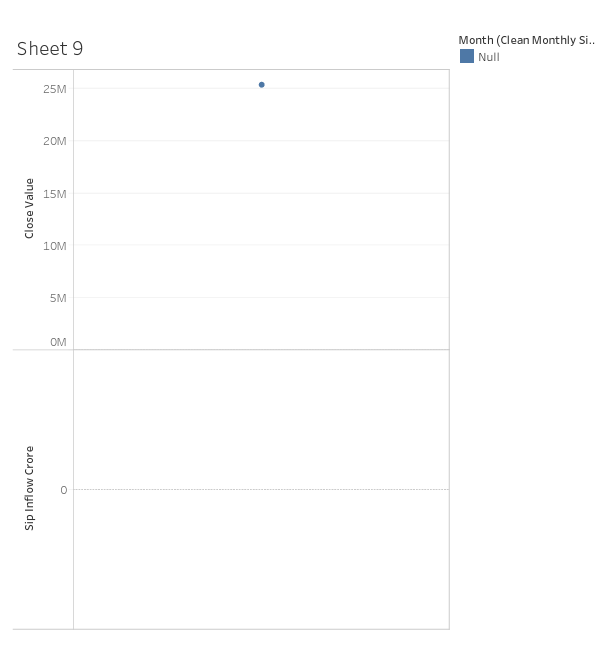 Sheet 9
Month (Clean Monthly Si..
Null
25M
20M
15M
10M
5M
0M
Close Value
0
Sip Inflow Crore